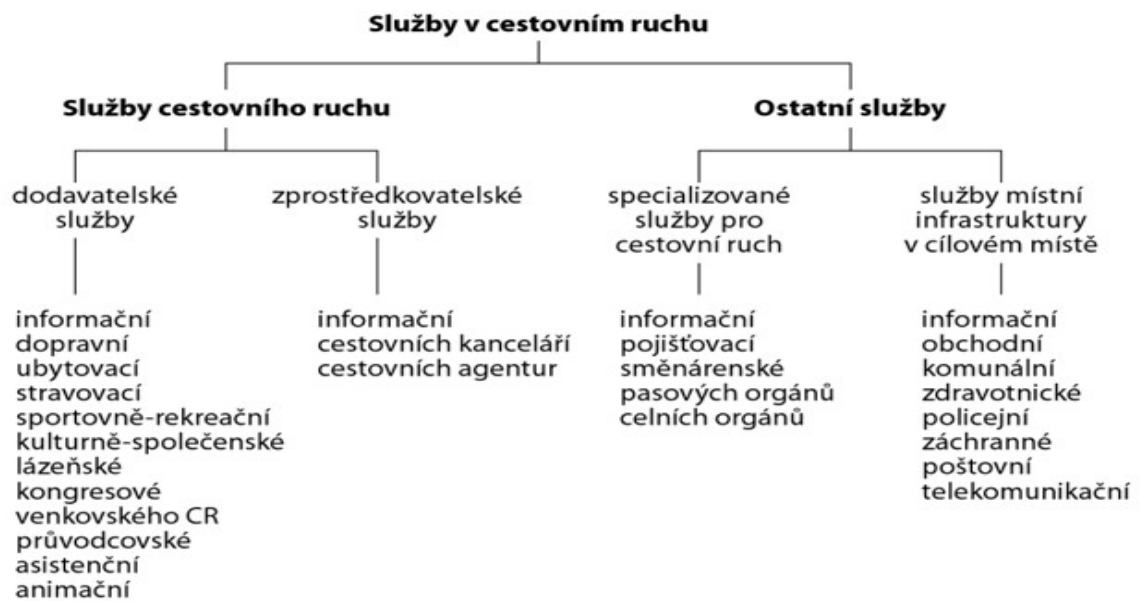 Služby v cestovním ruchu
Služby cestovního ruchu
Ostatní služby
dodavatelské
služby
zprostředkovatelské
služby
specializované
služby pro
cestovní ruch
služby místní
infrastruktury
v cílovém místě
informační
dopravní
ubytovací
stravovací
sportovně-rekreační
kulturně-společenské
lázeňské
kongresové
venkovského CR
průvodcovské
asistenční
animační
informační
cestovních kanceláří
cestovních agentur
informační
pojišťovací
směnárenské
pasových orgánů
celních orgánů
informační
obchodní
komunální
zdravotnické
policejní
záchranné
poštovní
telekomunikační